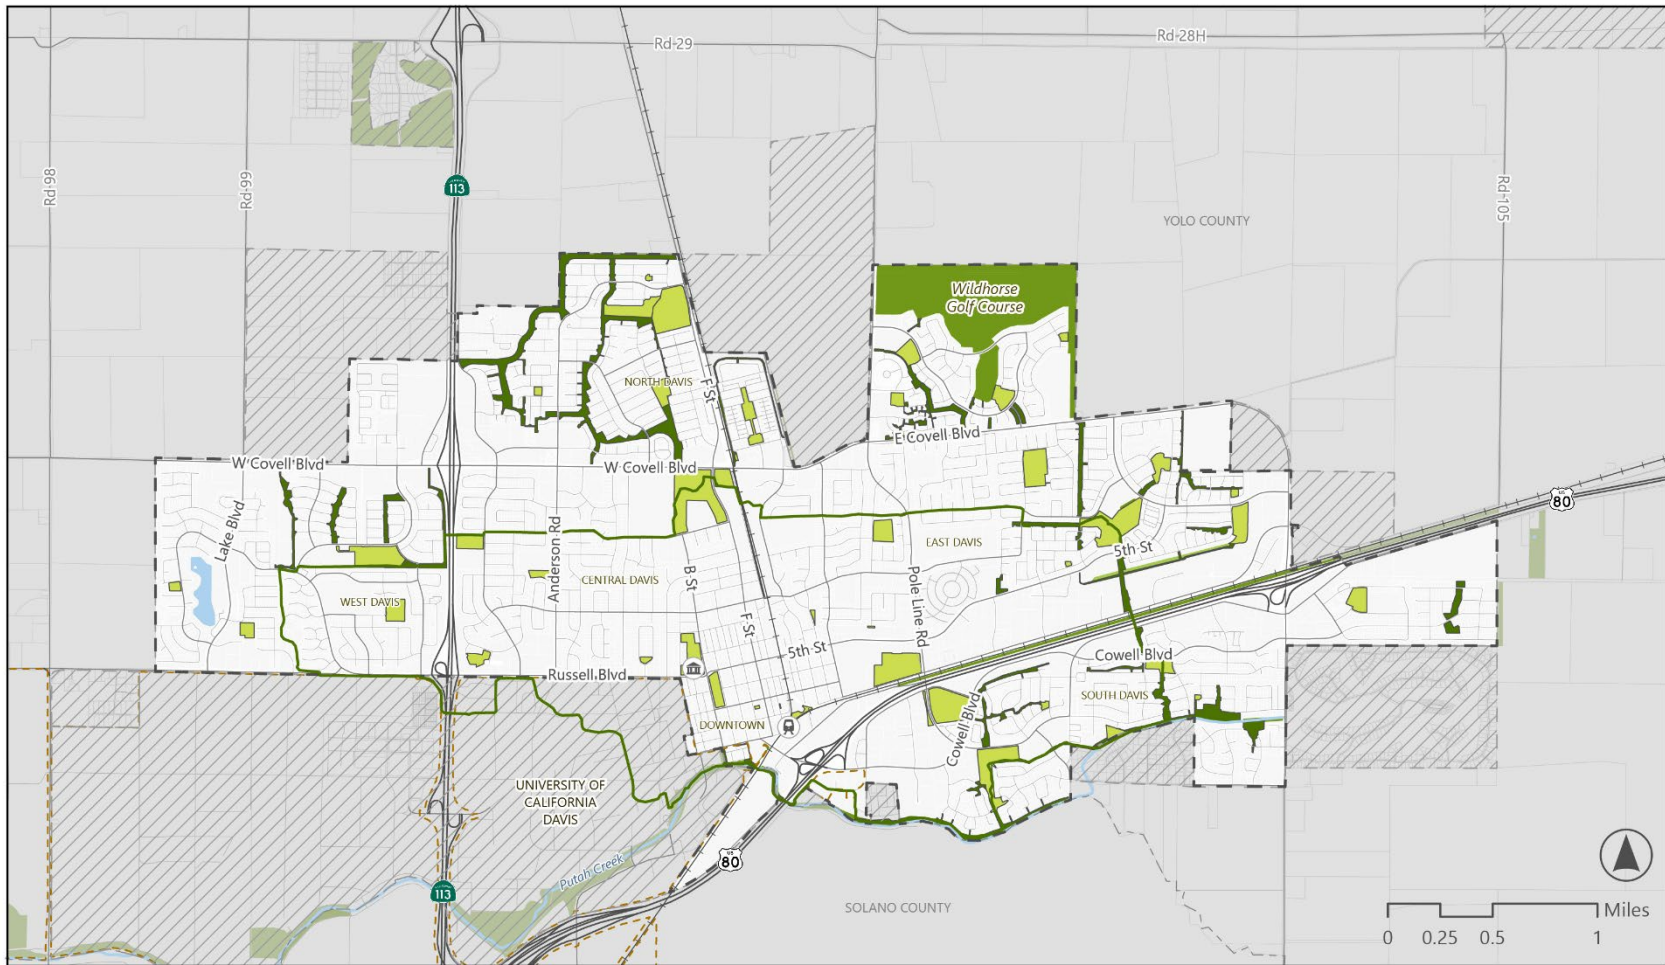 Rd 29
Rd 28H
Rd 98
Rd 99
113
Rd 105
YOLO COUNTY
Wildhorse
Golf Course
NORTH DAVIS
F St
E Covell Blvd
W Covell Blvd
W Covell Blvd
80
Lake Blvd
Anderson Rd
EAST DAVIS
5th St
CENTRAL DAVIS
B St
Pole Line Rd
WEST DAVIS
F St
5th St
Cowell Blvd
Russell Blvd
SOUTH DAVIS
DOWNTOWN
Cowell Blvd
UNIVERSITY OF
CALIFORNIA
DAVIS
80
Putah Creek
113
SOLANO COUNTY
Miles
0 0.25 0.5 1